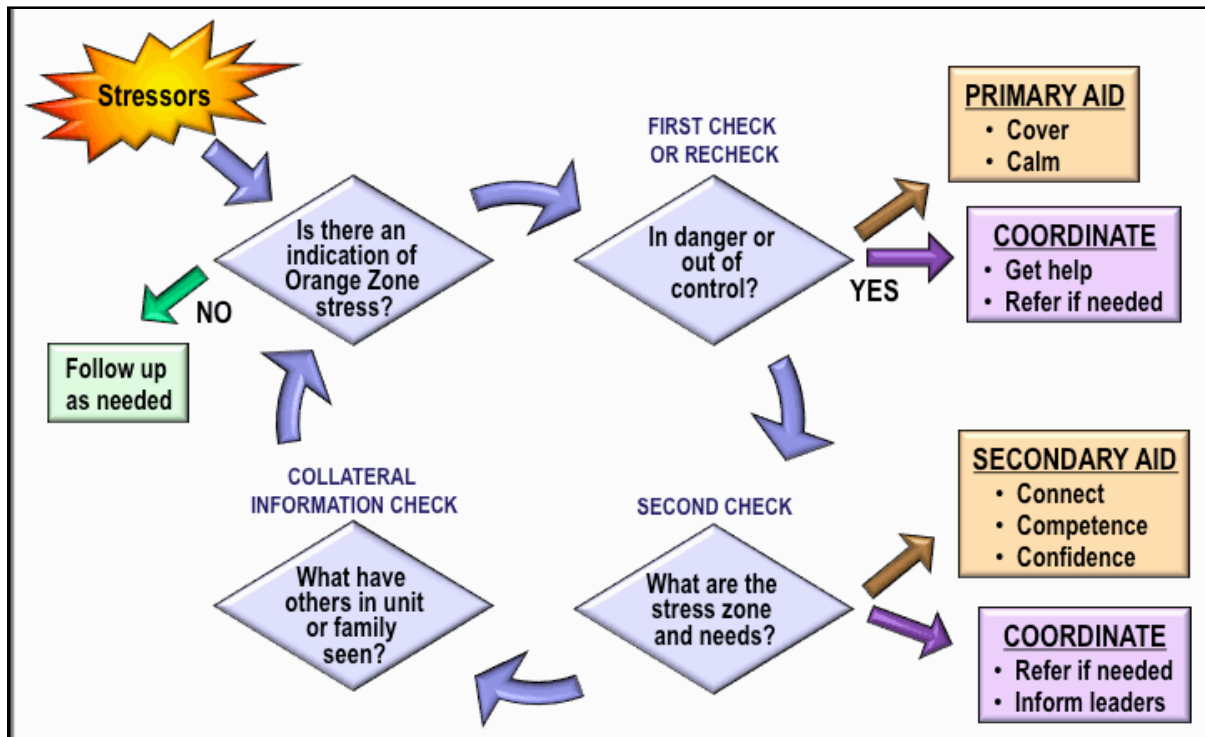 Stressors
Is there an
indication of
Orange Zone
stress?
NO
Follow up
as needed
FIRST CHECK
OR RECHECK
In danger or
out of
control?
YES
PRIMARY AID
• Cover
• Calm
COORDINATE
• Get help
• Refer if needed
SECOND CHECK
What are the
stress zone
and needs?
SECONDARY AID
• Connect
• Competence
• Confidence
COORDINATE
• Refer if needed
• Inform leaders
COLLATERAL
INFORMATION CHECK
What have
others in unit
or family
seen?